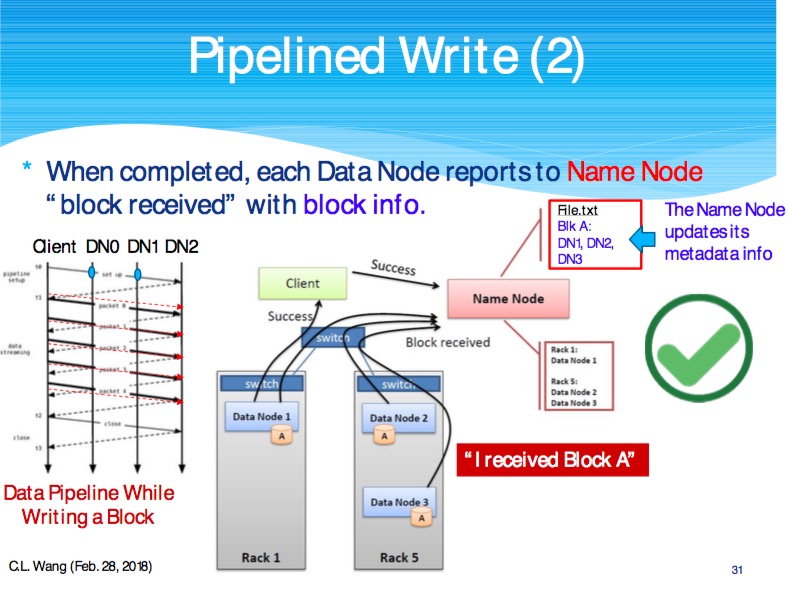 Pipelined Write (2)
* When completed, each Data Node reports to Name Node
“block received” with block info.
File.txt
Blk A:
DN1, DN2,
DN3
The Name Node
updates its
metadata info
Client DN0 DN1 DN2
t0
pipeline
setup
set up
t1
packet 0
packet 1
data
streaming
packet 2
packet 3
packet 4
t2
close
close
t3
Data Pipeline While
Writing a Block
Client
Success
Name Node
Success
switch
Block received
switch
switch
Data Node 1
A
Data Node 2
A
Data Node 3
A
Rack 1
Rack 5
Rack 1:
Data Node 1
Rack 5:
Data Node 2
Data Node 3
“I received Block A”
C.L. Wang (Feb. 28, 2018)
31